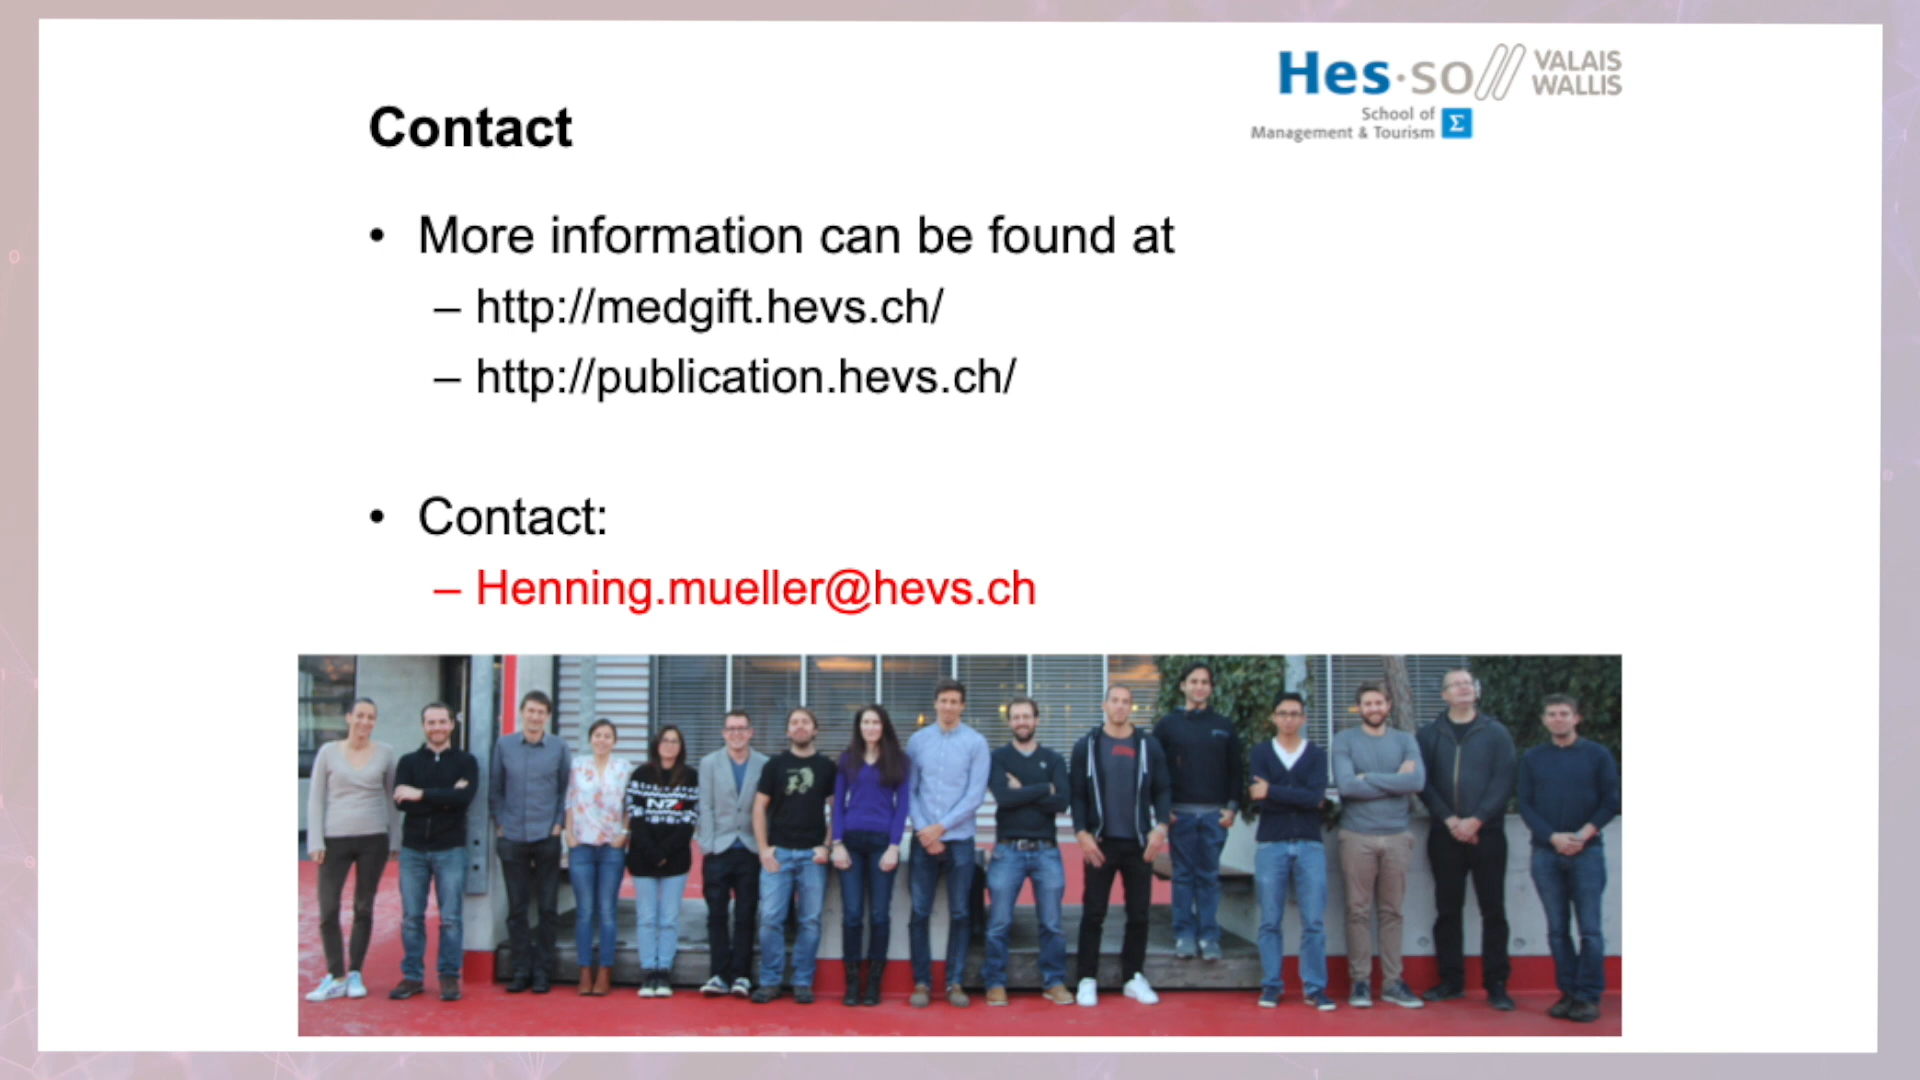 Hes·so VALAIS
WALLIS
School of
Management & Tourism Σ
Contact
• More information can be found at
– http://medgift.hevs.ch/
– http://publication.hevs.ch/
• Contact:
– Henning.mueller@hevs.ch
N7